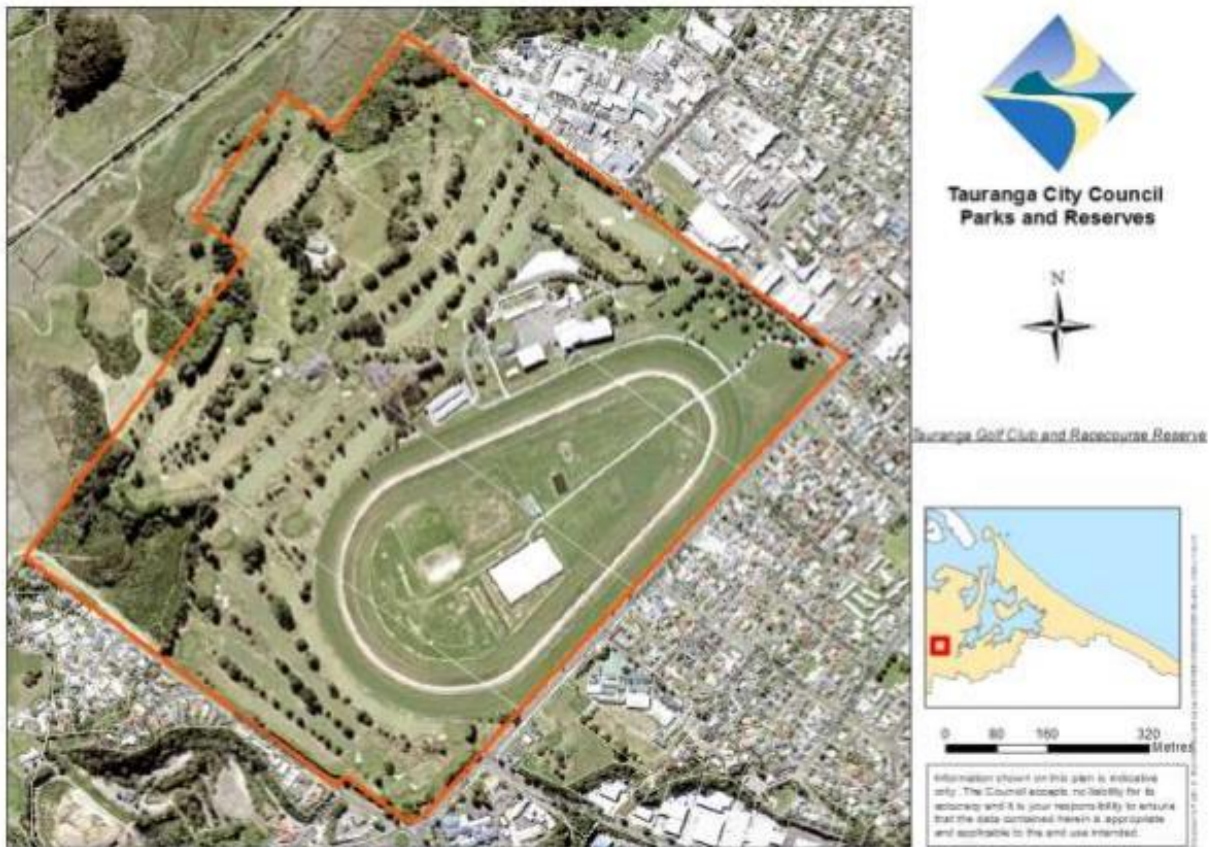 Tauranga City Council
Parks and Reserves
N
Tauranga Golf Club and Racecourse Reserve
0 80 160 320
Metres
Information shown on this plan is indicative
only. The Council accepts no liability for its
accuracy and it is your responsibility to ensure
that the data contained herein is appropriate
and applicable to the end use intended.